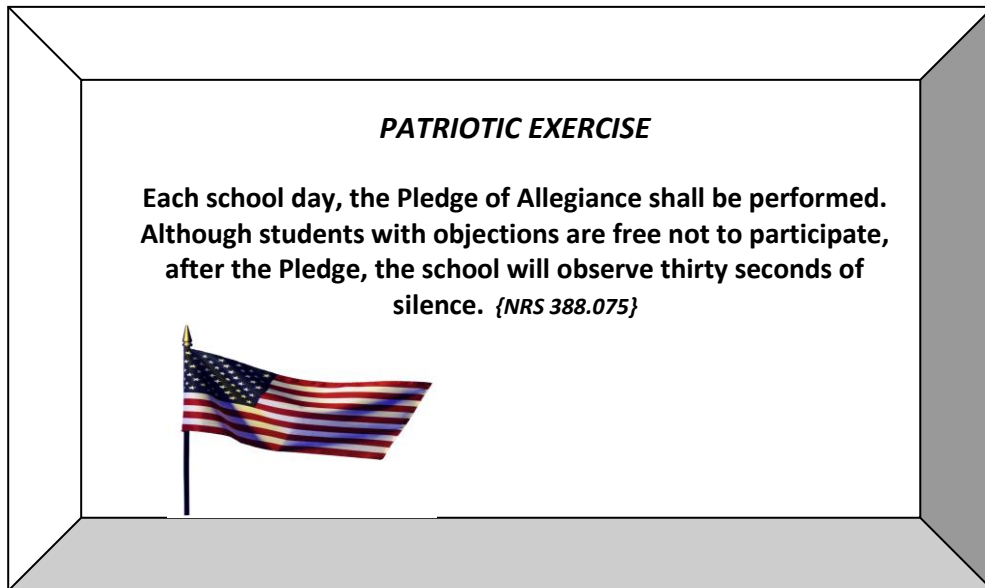 PATRIOTIC EXERCISE
Each school day, the Pledge of Allegiance shall be performed.
Although students with objections are free not to participate,
after the Pledge, the school will observe thirty seconds of
silence. {NRS 388.075}